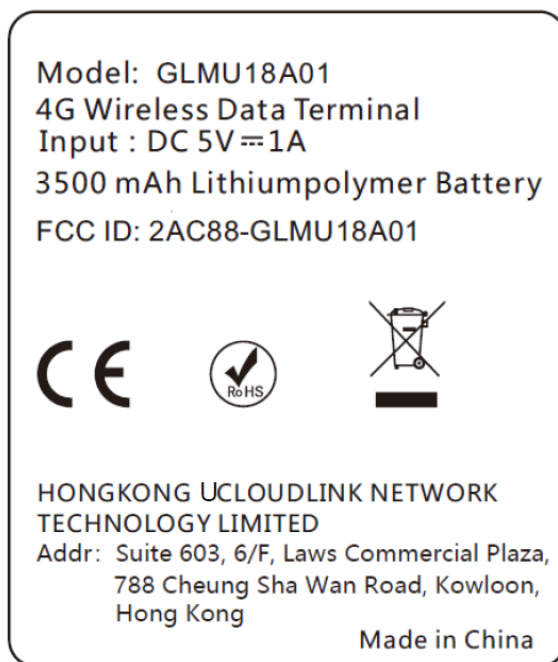 Model: GLMU18A01
4G Wireless Data Terminal
Input : DC 5V⎓1A
3500 mAh Lithiumpolymer Battery
FCC ID: 2AC88-GLMU18A01
CE
RoHS
HONGKONG UCLOUDLINK NETWORK
TECHNOLOGY LIMITED
Addr: Suite 603, 6/F, Laws Commercial Plaza,
788 Cheung Sha Wan Road, Kowloon,
Hong Kong
Made in China